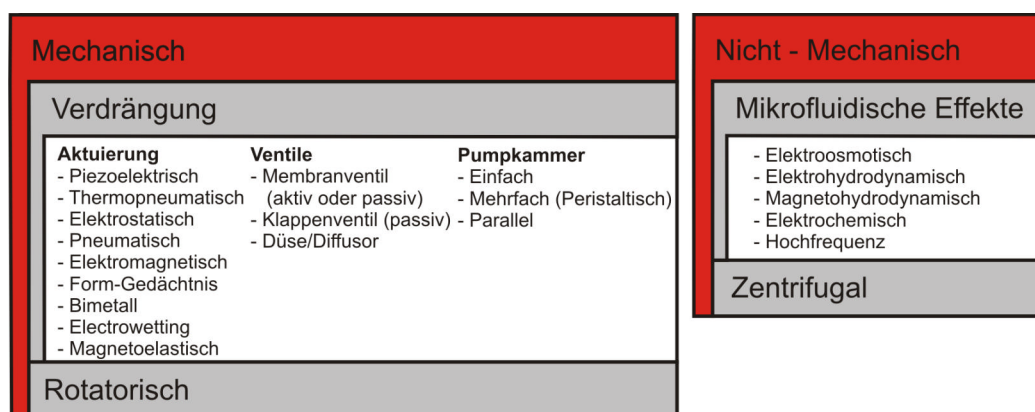 Mechanisch
Verdrängung
Aktuierung
- Piezoelektrisch
- Thermopneumatisch
- Elektrostatisch
- Pneumatisch
- Elektromagnetisch
- Form-Gedächtnis
- Bimetall
- Electrowetting
- Magnetoelastisch
Ventile
- Membranventil
(aktiv oder passiv)
- Klappenventil (passiv)
- Düse/Diffusor
Pumpkammer
- Einfach
- Mehrfach (Peristaltisch)
- Parallel
Rotatorisch
Nicht - Mechanisch
Mikrofluidische Effekte
- Elektroosmotisch
- Elektrohydrodynamisch
- Magnetohydrodynamisch
- Elektrochemisch
- Hochfrequenz
Zentrifugal